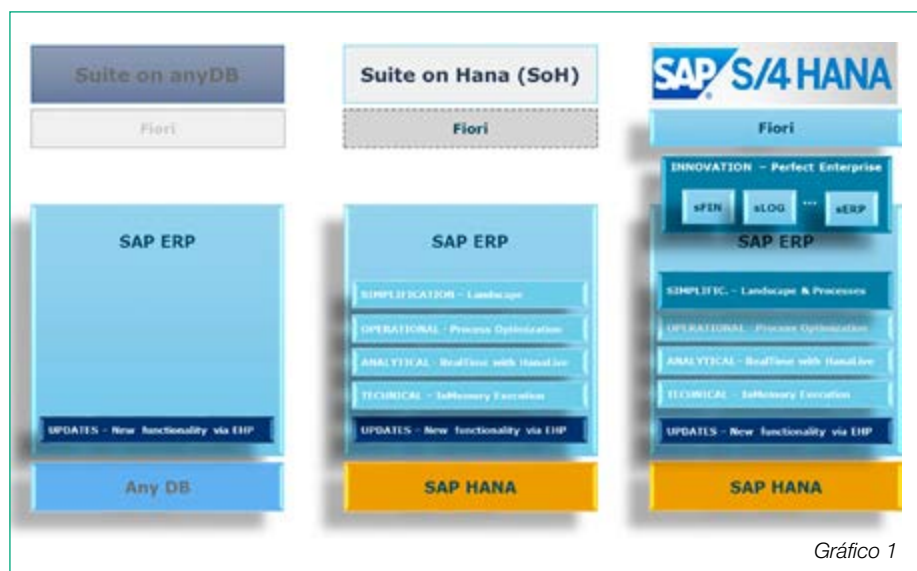 Suite on anyDB
Fiori
SAP ERP
UPDATES - New functionality via EHP
Any DB
Suite on Hana (SoH)
Fiori
SAP ERP
SIMPLIFICATION - Landscape
OPERATIONAL - Process Optimization
ANALYTICAL - RealTime with HanaLive
TECHNICAL - InMemory Execution
UPDATES - New functionality via EHP
SAP HANA
SAP S/4 HANA
Fiori
INNOVATION - Perfect Enterprise
sFIN sLOG ... sERP
SAP ERP
SIMPLIFIC. - Landscape & Processes
OPERATIONAL - Process Optimization
ANALYTICAL - RealTime with HanaLive
TECHNICAL - InMemory Execution
UPDATES - New functionality via EHP
SAP HANA
Gráfico 1